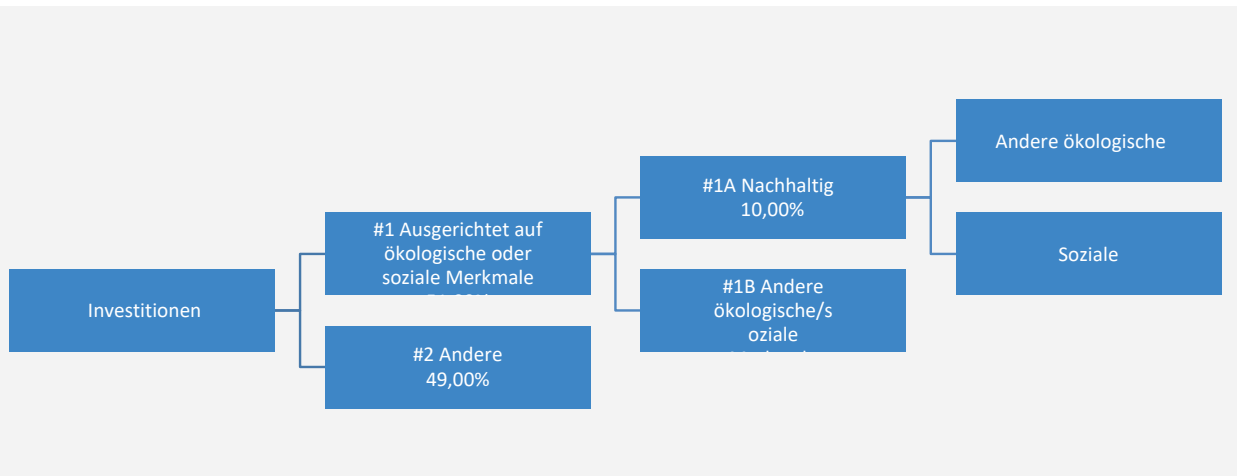 Investitionen
#1 Ausgerichtet auf
ökologische oder
soziale Merkmale
#2 Andere
49,00%
#1A Nachhaltig
10,00%
#1B Andere
ökologische/s
oziale
Andere ökologische
Soziale